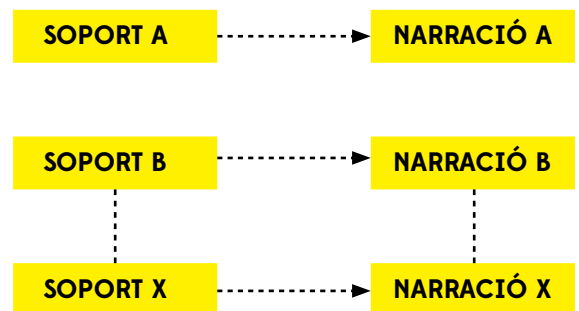 SOPORT A
NARRACIÓ A
SOPORT B
NARRACIÓ B
SOPORT X
NARRACIÓ X